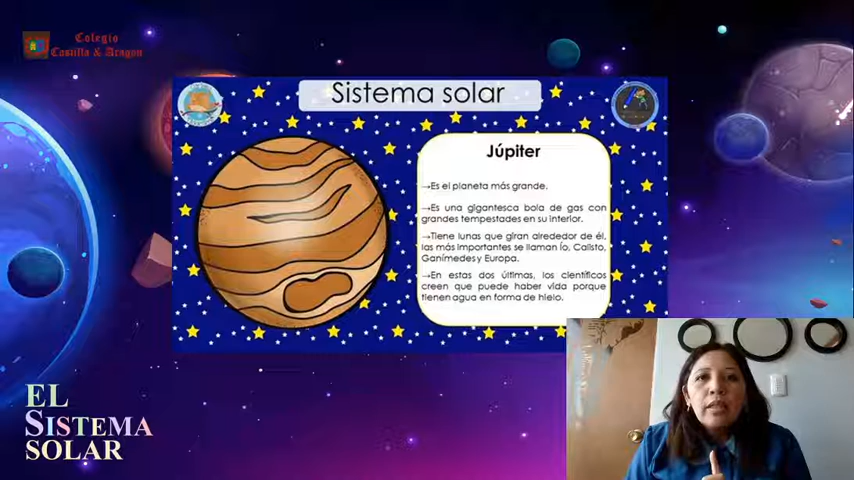 Colegio
Castilla & Aragon
Sistema solar
Júpiter
→Es el planeta más grande.
→Es una gigantesca bola de gas con
grandes tempestades en su interior.
→Tiene lunas que giran alrededor de él,
las más importantes se llaman Ío, Calisto,
Ganímedes y Europa.
→En estas dos últimas, los científicos
creen que puede haber vida porque
tienen agua en forma de hielo.
EL
SISTEMA
SOLAR